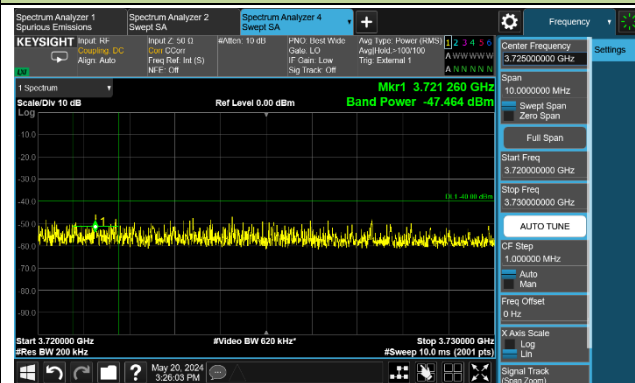 Spectrum Analyzer 1
Spurious Emissions
Spectrum Analyzer 2
Swept SA
Spectrum Analyzer 4
Swept SA
Frequency
KEYSIGHT
Input: RF
Coupling: DC
Align: Auto
Input Z: 50 Ω
Corr CCorr
Freq Ref: Int (S)
NFE: Off
#Atten: 10 dB
PNO: Best Wide
Gate: LO
IF Gain: Low
Sig Track: Off
Avg Type: Power (RMS)
Avg|Hold:>100/100
Trig: External 1
1 2 3 4 5 6
A W W W W W
A N N N N N
Center Frequency
3.725000000 GHz
Settings
Span
10.0000000 MHz
Swept Span
Zero Span
Full Span
Start Freq
3.720000000 GHz
Stop Freq
3.730000000 GHz
AUTO TUNE
CF Step
1.000000 MHz
Auto
Man
Freq Offset
0 Hz
X Axis Scale
Log
Lin
Signal Track
(Span Zoom)
1 Spectrum
Scale/Div 10 dB
Ref Level 0.00 dBm
Mkr1 3.721 260 GHz
Band Power -47.464 dBm
Log
-10.0
-20.0
-30.0
-40.0
DL1 -40.00 dBm
-50.0
1
-60.0
-70.0
-80.0
-90.0
Start 3.720000 GHz
#Res BW 200 kHz
#Video BW 620 kHz*
Stop 3.730000 GHz
#Sweep 10.0 ms (2001 pts)
May 20, 2024
3:26:03 PM